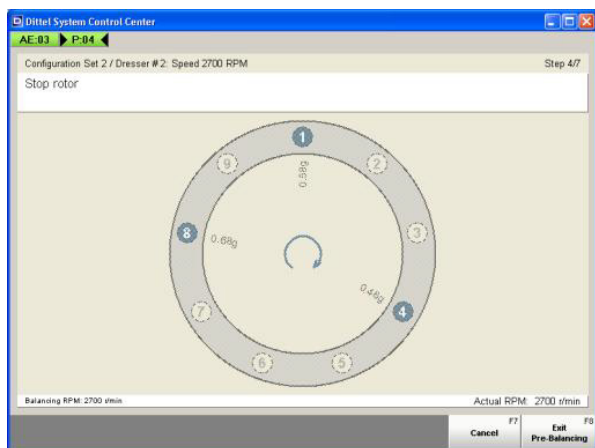 Dittel System Control Center
AE:03 P:04
Configuration Set 2 / Dresser # 2: Speed 2700 RPM Step 4/7
Stop rotor
1
9 2
0.58g
8 0.68g 3
0.48g 4
7
6 5
Balancing RPM: 2700 r/min Actual RPM: 2700 r/min
F7 F8
Cancel Exit
Pre-Balancing